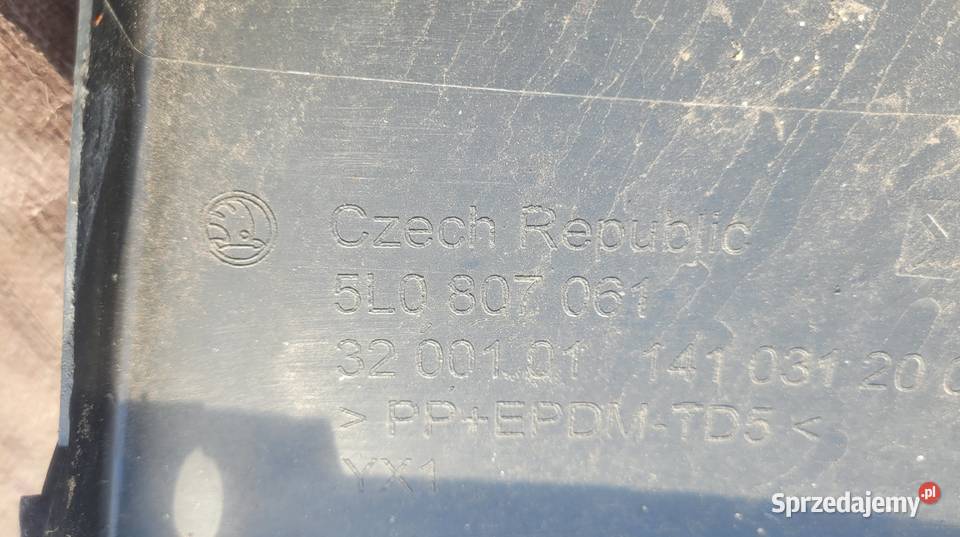 Czech Republic
5L0 807 061
32 001 01 141 031 20
> PP+EPDM-TD5 <
YX1
Sprzedajemy.pl